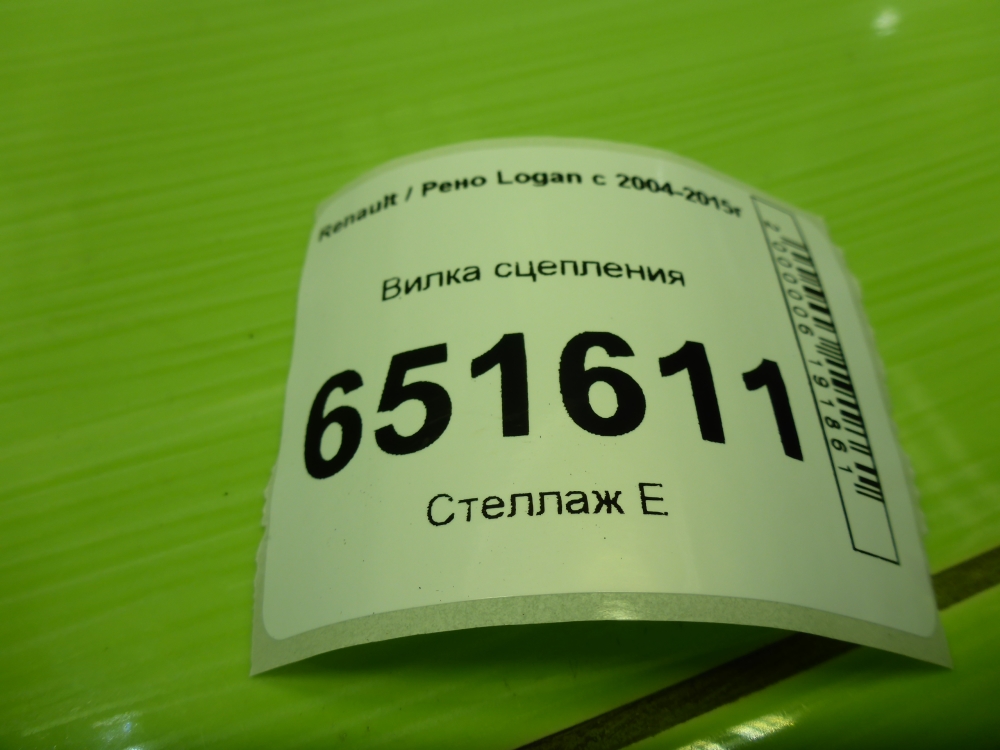 Renault / Рено Logan с 2004-2015г
Вилка сцепления
651611
Стеллаж Е
2000006191861